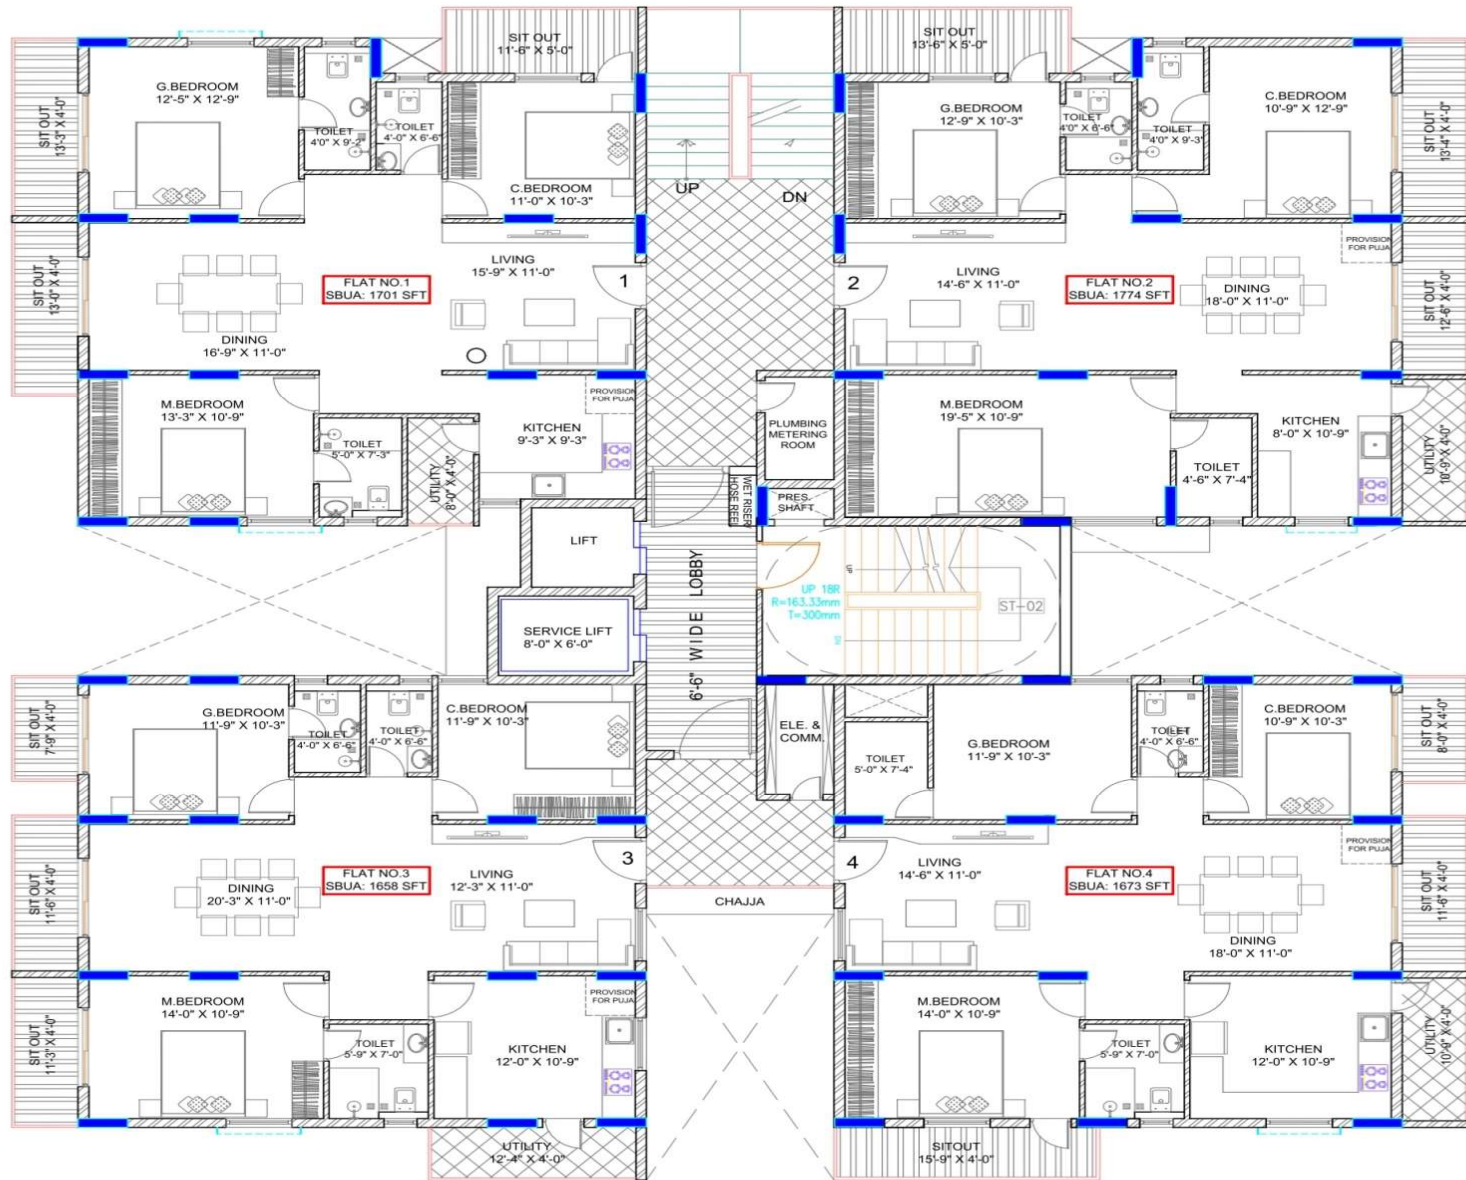 SIT OUT
11'-6" X 5'-0"
SIT OUT
13'-6" X 5'-0"
G.BEDROOM
12'-5" X 12'-9"
SIT OUT
13'-3" X 4'-0"
TOILET
4'0" X 9'-2"
TOILET
4'-0" X 6'-6"
C.BEDROOM
11'-0" X 10'-3"
UP
DN
G.BEDROOM
12'-9" X 10'-3"
TOILET
4'0" X 6'-6"
TOILET
4'0" X 9'-3"
C.BEDROOM
10'-9" X 12'-9"
SIT OUT
13'-4" X 4'-0"
SIT OUT
13'-0" X 4'-0"
LIVING
15'-9" X 11'-0"
FLAT NO.1
SBUA: 1701 SFT
1
DINING
16'-9" X 11'-0"
2
LIVING
14'-6" X 11'-0"
FLAT NO.2
SBUA: 1774 SFT
DINING
18'-0" X 11'-0"
PROVISION
FOR PUJA
SIT OUT
12'-6" X 4'-0"
M.BEDROOM
13'-3" X 10'-9"
TOILET
5'-0" X 7'-3"
UTILITY
8'-0" X 4'-0"
KITCHEN
9'-3" X 9'-3"
PROVISION
FOR PUJA
PLUMBING
METERING
ROOM
WET RISER
HOSE REEL
PRES.
SHAFT
M.BEDROOM
19'-5" X 10'-9"
TOILET
4'-6" X 7'-4"
KITCHEN
8'-0" X 10'-9"
UTILITY
10'-9" X 4'-0"
LIFT
SERVICE LIFT
8'-0" X 6'-0"
6'-6" WIDE LOBBY
UP 18R
R=163.33mm
T=300mm
UP
DN
ST-02
SIT OUT
7'-9" X 4'-0"
G.BEDROOM
11'-9" X 10'-3"
TOILET
4'-0" X 6'-6"
TOILET
4'-0" X 6'-6"
C.BEDROOM
11'-9" X 10'-3"
ELE. &
COMM.
TOILET
5'-0" X 7'-4"
G.BEDROOM
11'-9" X 10'-3"
TOILET
4'-0" X 6'-6"
C.BEDROOM
10'-9" X 10'-3"
SIT OUT
8'-0" X 4'-0"
SIT OUT
11'-6" X 4'-0"
DINING
20'-3" X 11'-0"
FLAT NO.3
SBUA: 1658 SFT
LIVING
12'-3" X 11'-0"
3
CHAJJA
4
LIVING
14'-6" X 11'-0"
FLAT NO.4
SBUA: 1673 SFT
DINING
18'-0" X 11'-0"
PROVISION
FOR PUJA
SIT OUT
11'-6" X 4'-0"
SIT OUT
11'-3" X 4'-0"
M.BEDROOM
14'-0" X 10'-9"
TOILET
5'-9" X 7'-0"
KITCHEN
12'-0" X 10'-9"
PROVISION
FOR PUJA
UTILITY
12'-4" X 4'-0"
M.BEDROOM
14'-0" X 10'-9"
TOILET
5'-9" X 7'-0"
KITCHEN
12'-0" X 10'-9"
UTILITY
10'-9" X 4'-0"
SITOUT
15'-9" X 4'-0"